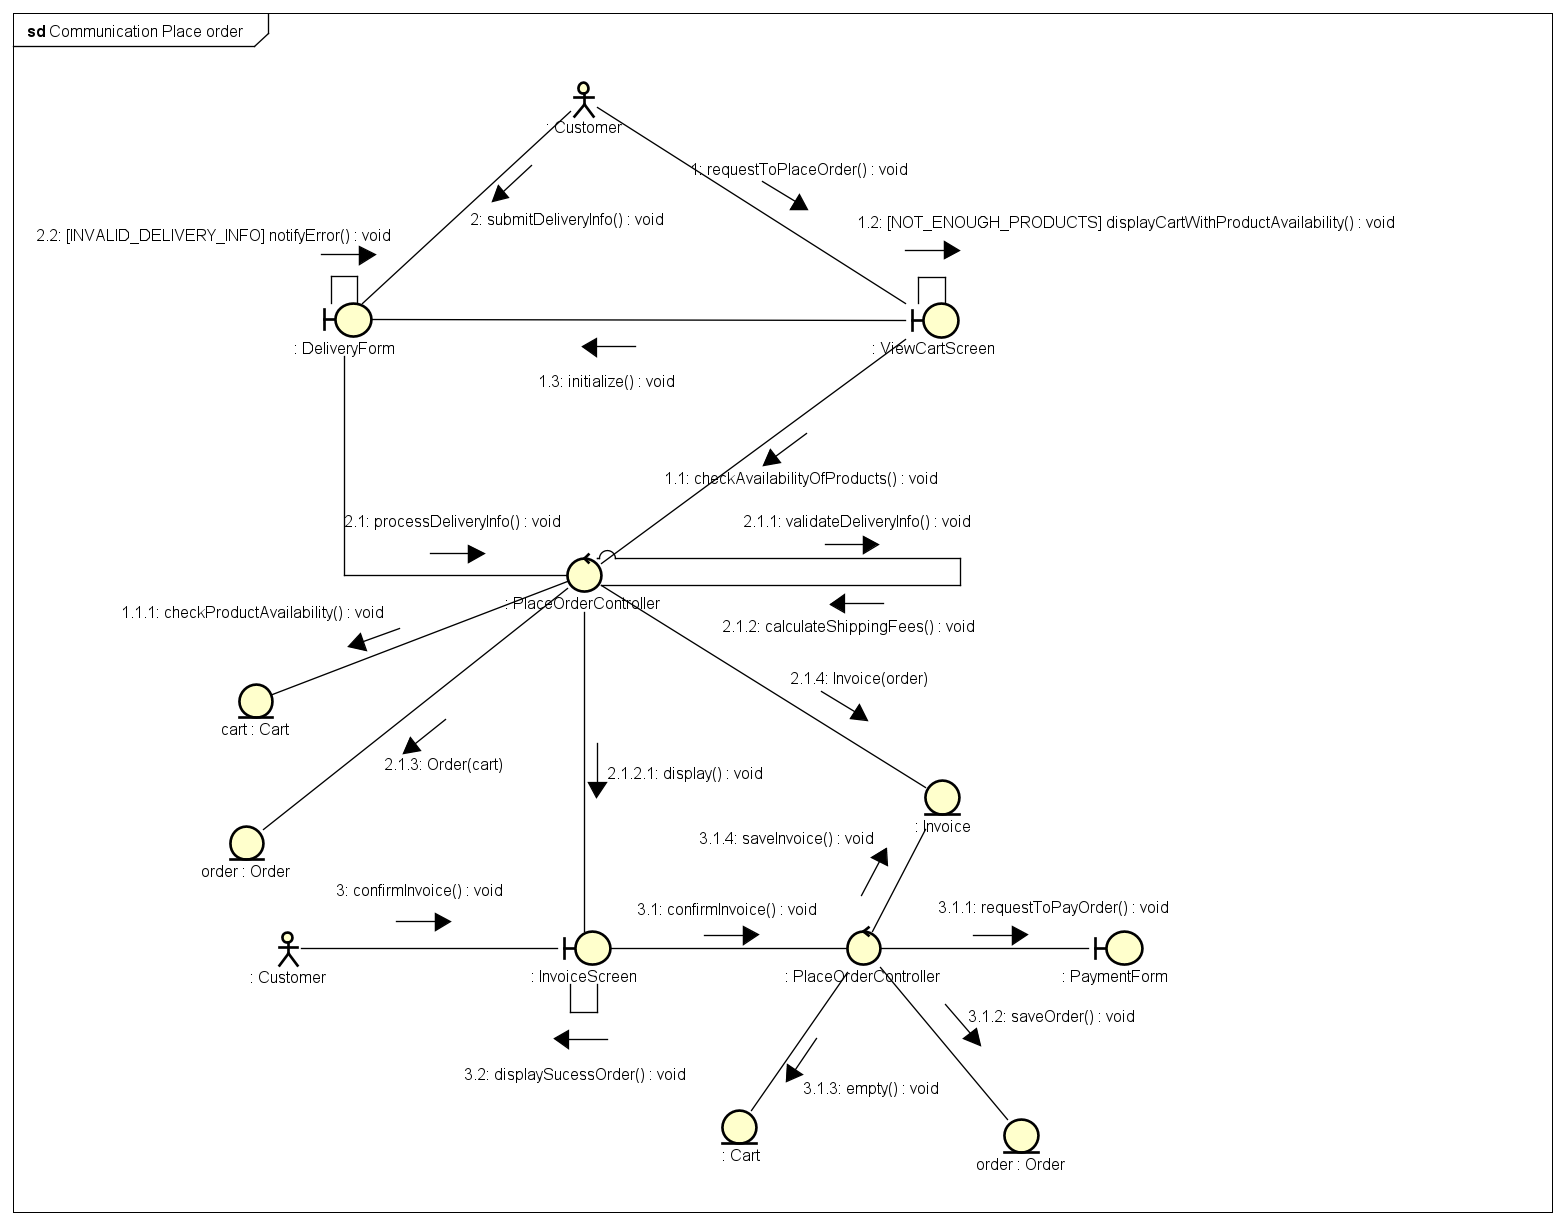 sd Communication Place order
: Customer
1: requestToPlaceOrder() : void
2: submitDeliveryInfo() : void
1.2: [NOT_ENOUGH_PRODUCTS] displayCartWithProductAvailability() : void
2.2: [INVALID_DELIVERY_INFO] notifyError() : void
: DeliveryForm
: ViewCartScreen
1.3: initialize() : void
1.1: checkAvailabilityOfProducts() : void
2.1: processDeliveryInfo() : void
2.1.1: validateDeliveryInfo() : void
: PlaceOrderController
1.1.1: checkProductAvailability() : void
2.1.2: calculateShippingFees() : void
2.1.4: Invoice(order)
cart : Cart
2.1.3: Order(cart)
2.1.2.1: display() : void
: Invoice
3.1.4: saveInvoice() : void
order : Order
3: confirmInvoice() : void
3.1: confirmInvoice() : void
3.1.1: requestToPayOrder() : void
: Customer
: InvoiceScreen
: PlaceOrderController
: PaymentForm
3.1.2: saveOrder() : void
3.2: displaySucessOrder() : void
3.1.3: empty() : void
: Cart
order : Order